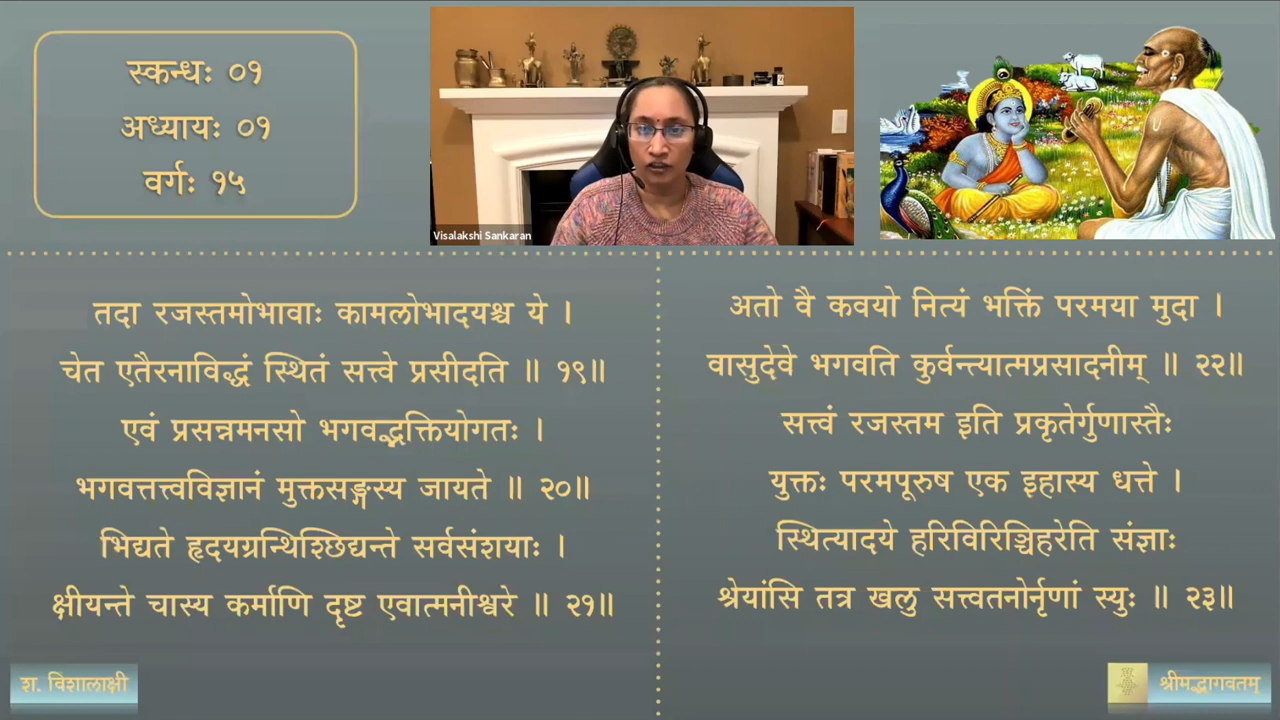 स्कन्धः ०१
अध्यायः ०१
वर्गः १५
Visalakshi Sankaran
तदा रजस्तमोभावाः कामलोभादयश्च ये ।
चेत एतैरनाविद्धं स्थितं सत्त्वे प्रसीदति ॥ १९॥
एवं प्रसन्नमनसो भगवद्भक्तियोगतः ।
भगवत्तत्त्वविज्ञानं मुक्तसङ्गस्य जायते ॥ २०॥
भिद्यते हृदयग्रन्थिश्छिद्यन्ते सर्वसंशयाः ।
क्षीयन्ते चास्य कर्माणि दृष्ट एवात्मनीश्वरे ॥ २१॥
अतो वै कवयो नित्यं भक्तिं परमया मुदा ।
वासुदेवे भगवति कुर्वन्त्यात्मप्रसादनीम् ॥ २२॥
सत्त्वं रजस्तम इति प्रकृतेर्गुणास्तैः
युक्तः परमपूरुष एक इहास्य धत्ते ।
स्थित्यादये हरिविरिञ्चिहरेति संज्ञाः
श्रेयांसि तत्र खलु सत्त्वतनोर्नृणां स्युः ॥ २३॥
श. विशालाक्षी
श्रीमद्भागवतम्